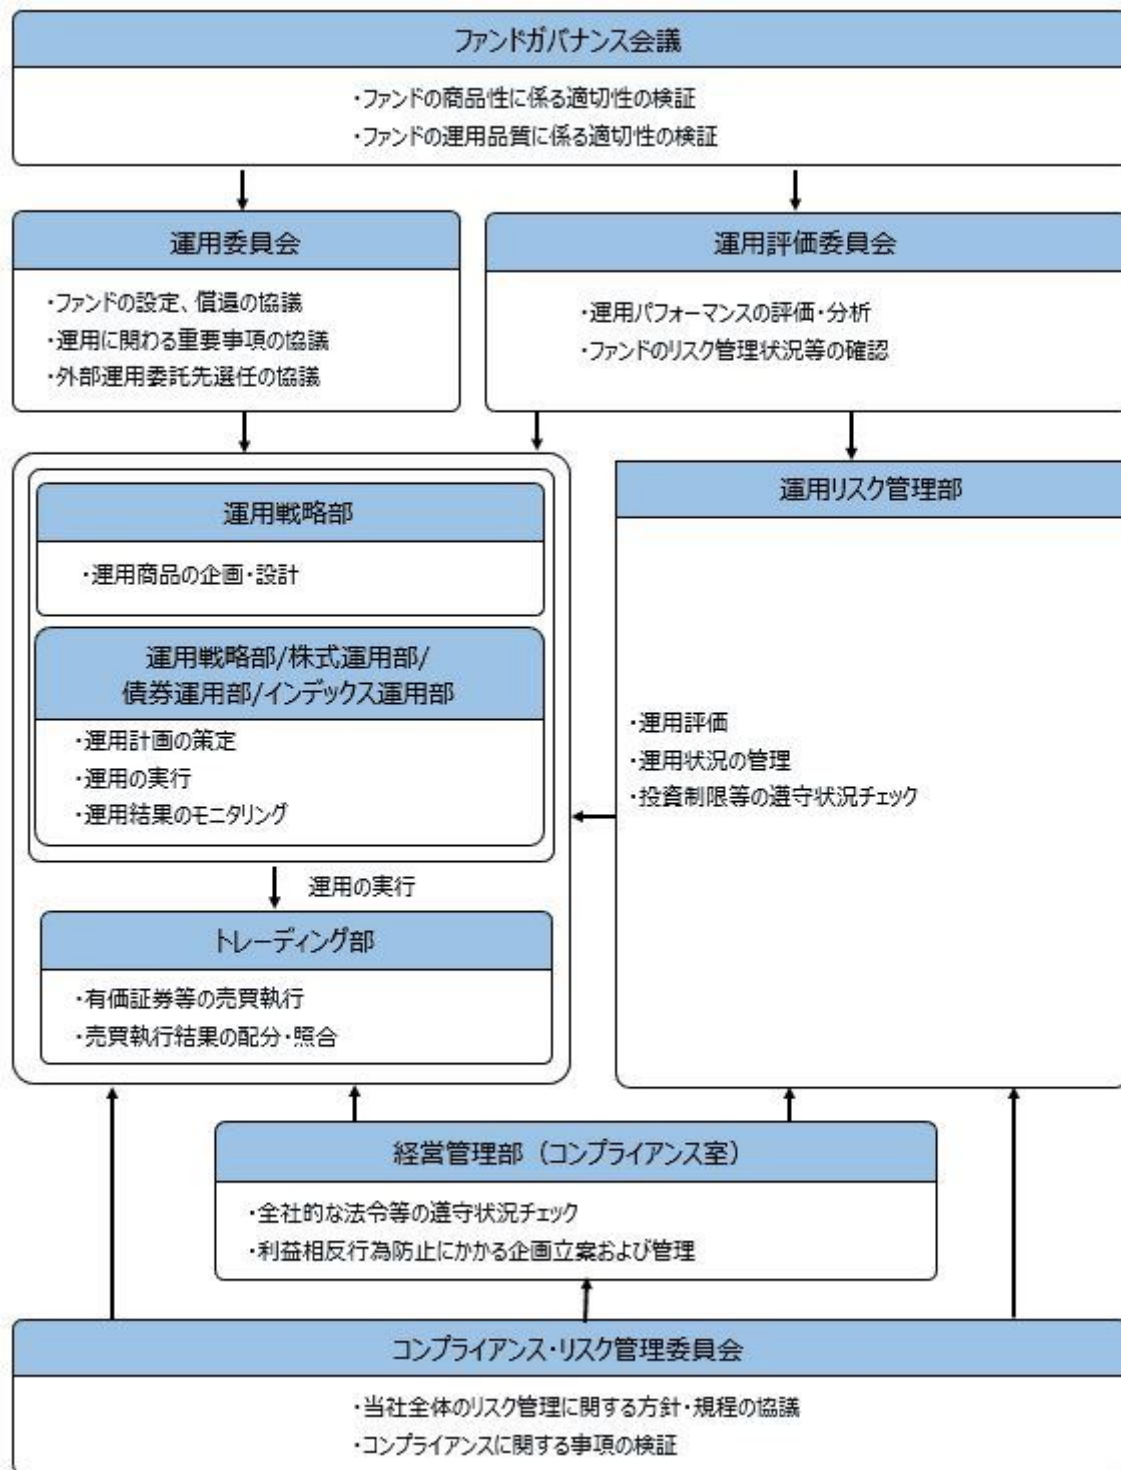 ファンドガバナンス会議
・ファンドの商品性に係る適切性の検証
・ファンドの運用品質に係る適切性の検証
運用委員会
・ファンドの設定、償還の協議
・運用に関わる重要事項の協議
・外部運用委託先選任の協議
運用評価委員会
・運用パフォーマンスの評価・分析
・ファンドのリスク管理状況等の確認
運用戦略部
・運用商品の企画・設計
運用戦略部/株式運用部/
債券運用部/インデックス運用部
・運用計画の策定
・運用の実行
・運用結果のモニタリング
運用の実行
トレーディング部
・有価証券等の売買執行
・売買執行結果の配分・照合
運用リスク管理部
・運用評価
・運用状況の管理
・投資制限等の遵守状況チェック
経営管理部（コンプライアンス室）
・全社的な法令等の遵守状況チェック
・利益相反行為防止にかかる企画立案および管理
コンプライアンス・リスク管理委員会
・当社全体のリスク管理に関する方針・規程の協議
・コンプライアンスに関する事項の検証